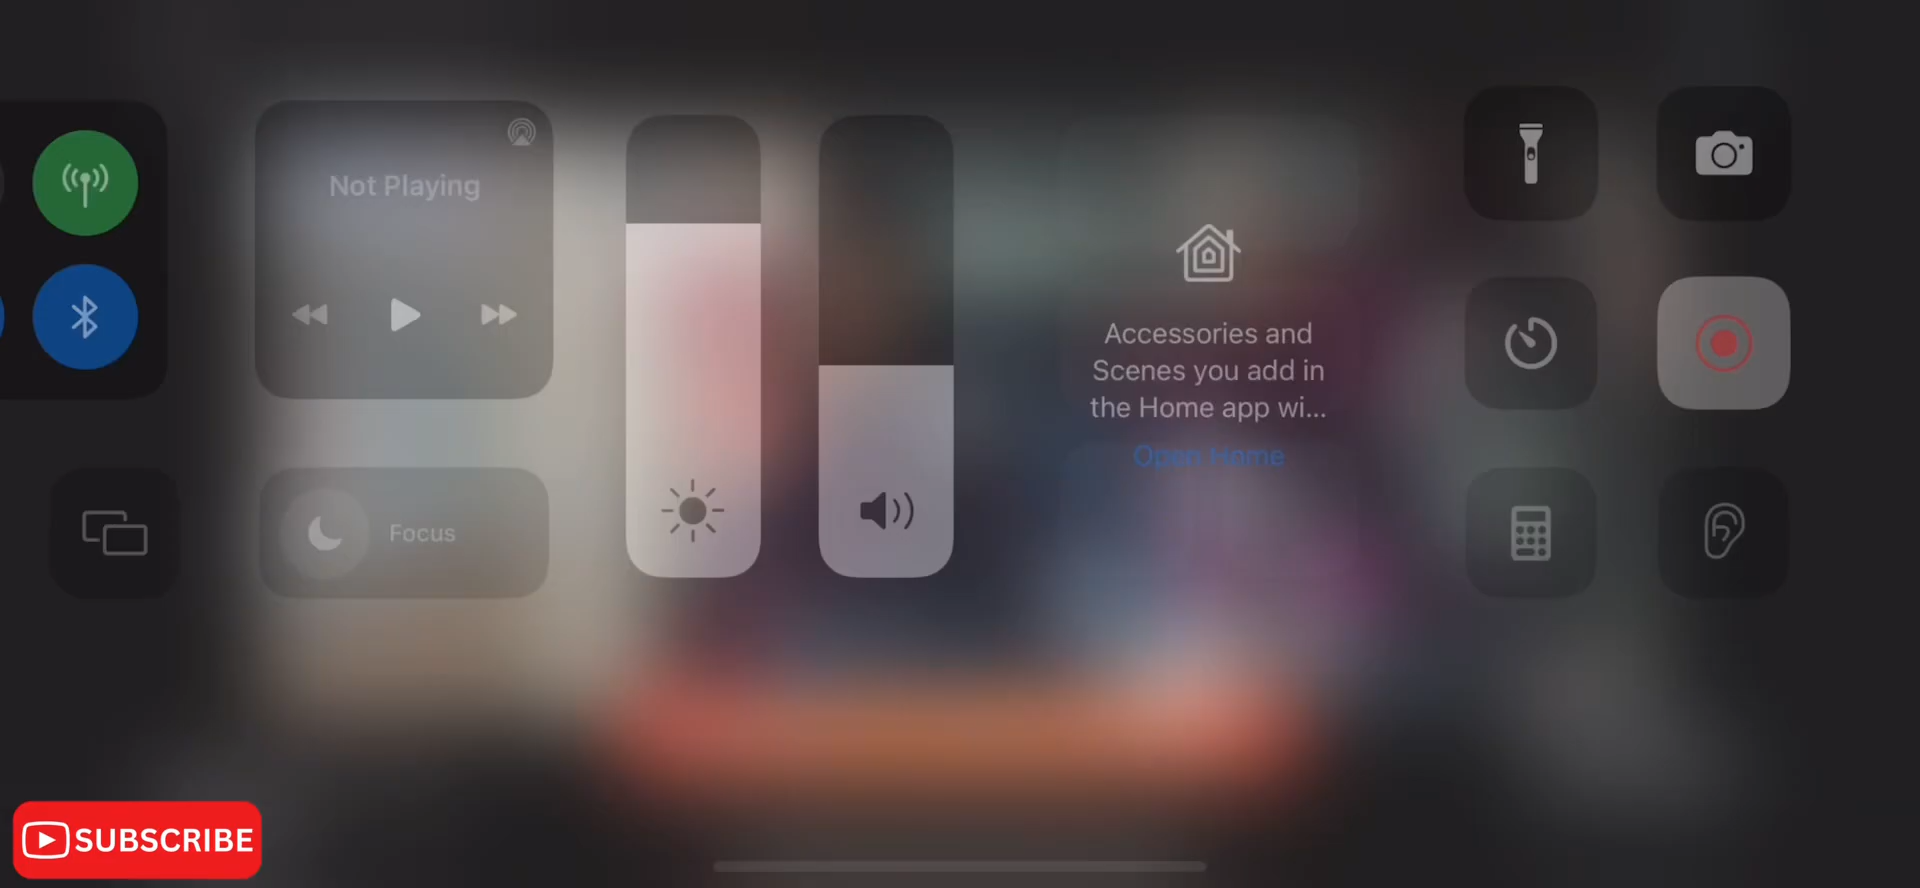 Not Playing
Focus
Accessories and
Scenes you add in
the Home app wi...
Open Home
SUBSCRIBE